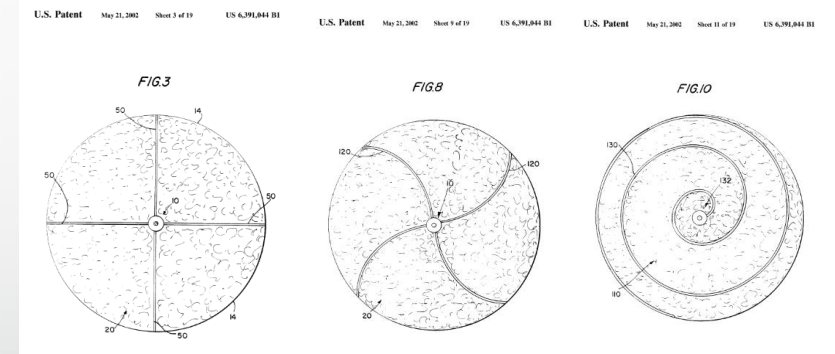 U.S. Patent May 21, 2002 Sheet 3 of 19 US 6,391,044 B1
FIG.3
50
14
50
10
50
14
20
50
U.S. Patent May 21, 2002 Sheet 9 of 19 US 6,391,044 B1
FIG.8
120
120
10
20
U.S. Patent May 21, 2002 Sheet 11 of 19 US 6,391,044 B1
FIG.10
130
132
110